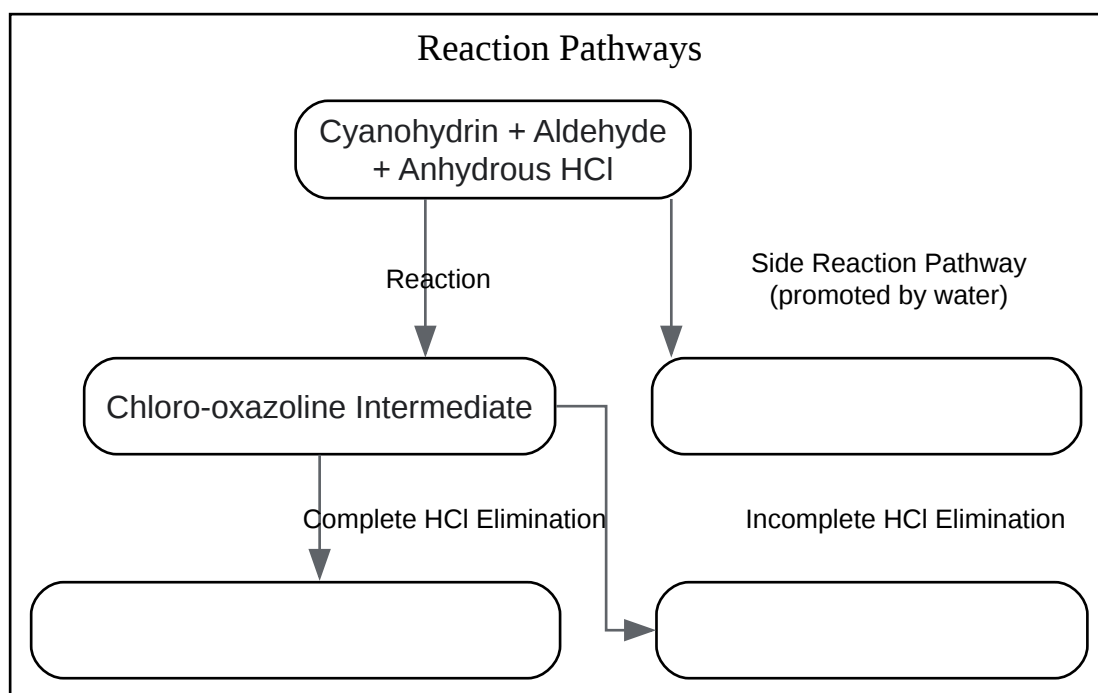 Reaction Pathways
Cyanohydrin + Aldehyde
+ Anhydrous HCl
Reaction
Side Reaction Pathway
(promoted by water)
Chloro-oxazoline Intermediate
Complete HCl Elimination
Incomplete HCl Elimination